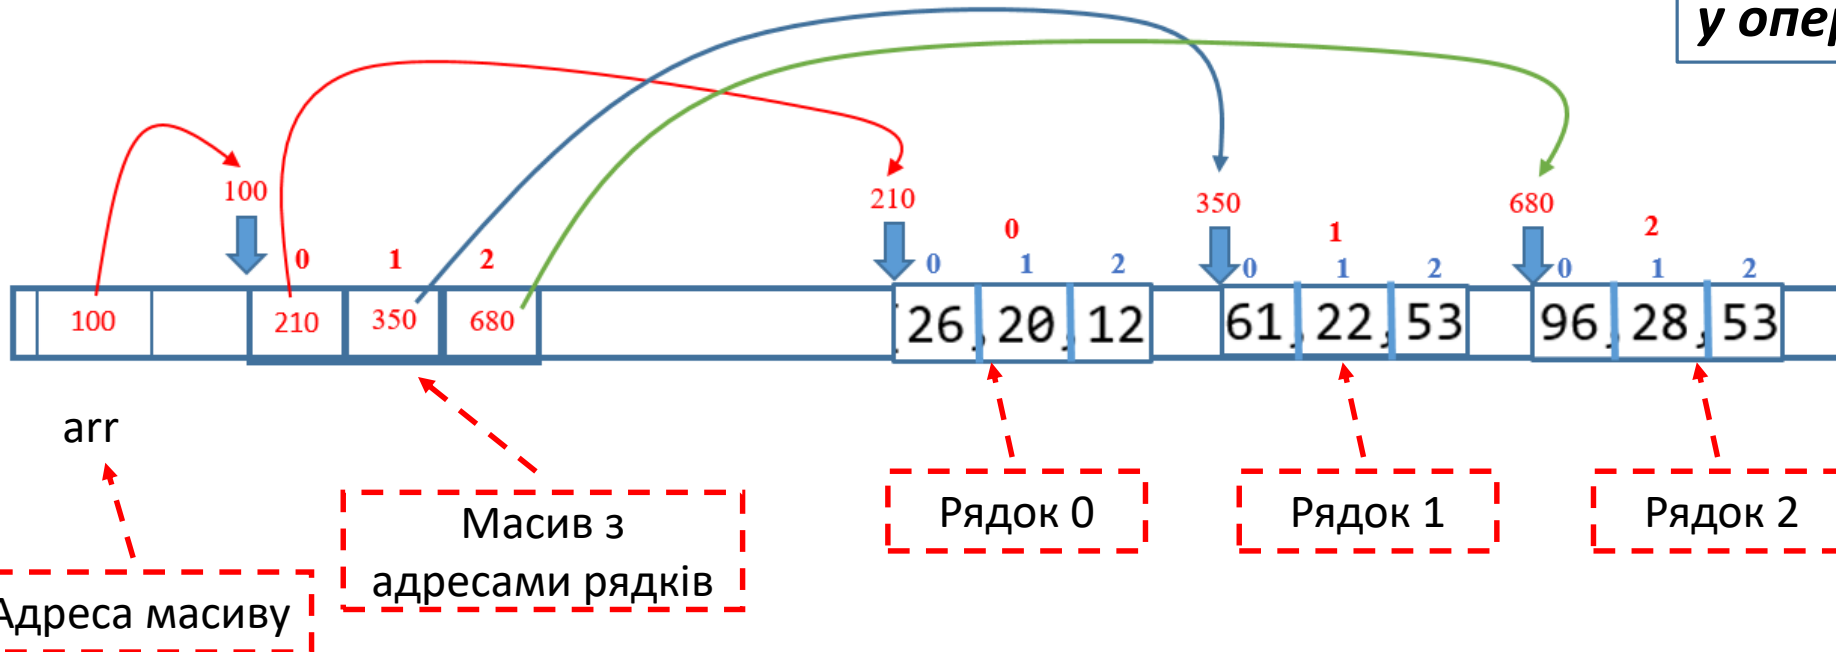 у опер
100
210
350
680
0 1 2
0
1
2
0 1 2
0 1 2
0 1 2
100
210
350
680
26, 20, 12
61, 22, 53
96, 28, 53
arr
Адреса масиву
Масив з
адресами рядків
Рядок 0
Рядок 1
Рядок 2